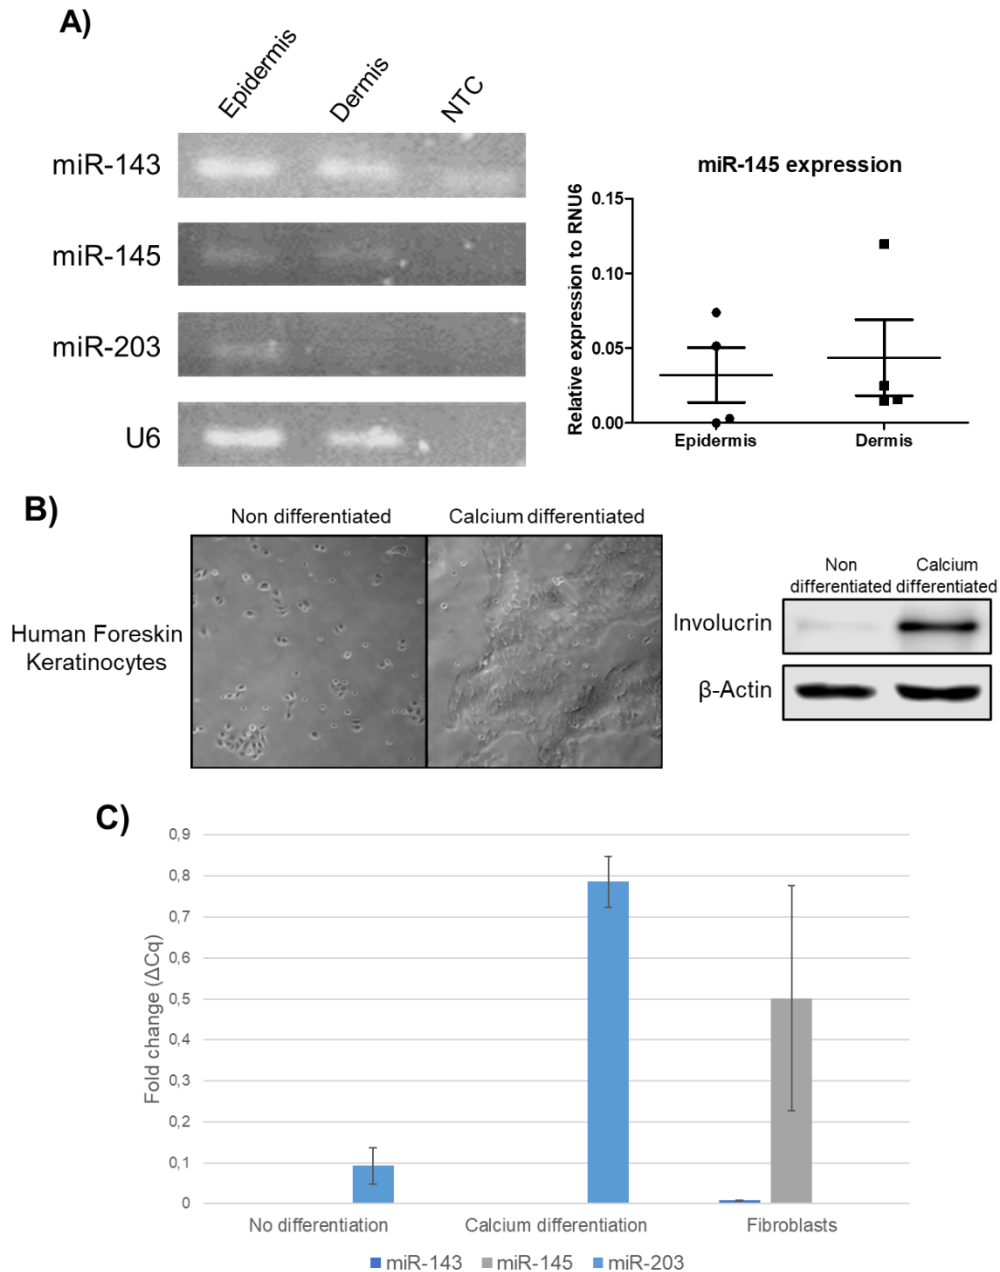 A)
Epidermis
Dermis
NTC
miR-143
miR-145
miR-203
U6
miR-145 expression
Relative expression to RNU6
0.15
0.10
0.05
0.00
Epidermis
Dermis
B)
Non differentiated
Calcium differentiated
Human Foreskin
Keratinocytes
Non
differentiated
Calcium
differentiated
Involucrin
β-Actin
C)
Fold change (ΔCq)
0,9
0,8
0,7
0,6
0,5
0,4
0,3
0,2
0,1
0
No differentiation
Calcium differentiation
Fibroblasts
miR-143
miR-145
miR-203